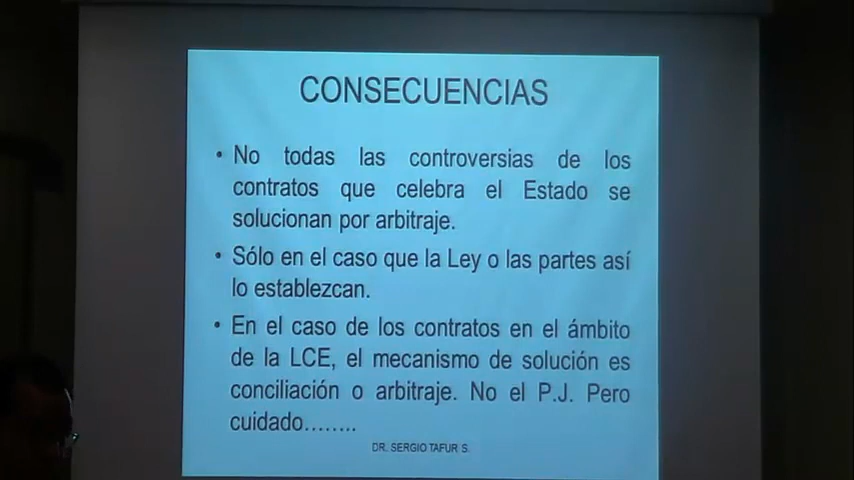 CONSECUENCIAS
• No todas las controversias de los
contratos que celebra el Estado se
solucionan por arbitraje.
• Sólo en el caso que la Ley o las partes así
lo establezcan.
• En el caso de los contratos en el ámbito
de la LCE, el mecanismo de solución es
conciliación o arbitraje. No el P.J. Pero
cuidado........
DR. SERGIO TAFUR S.